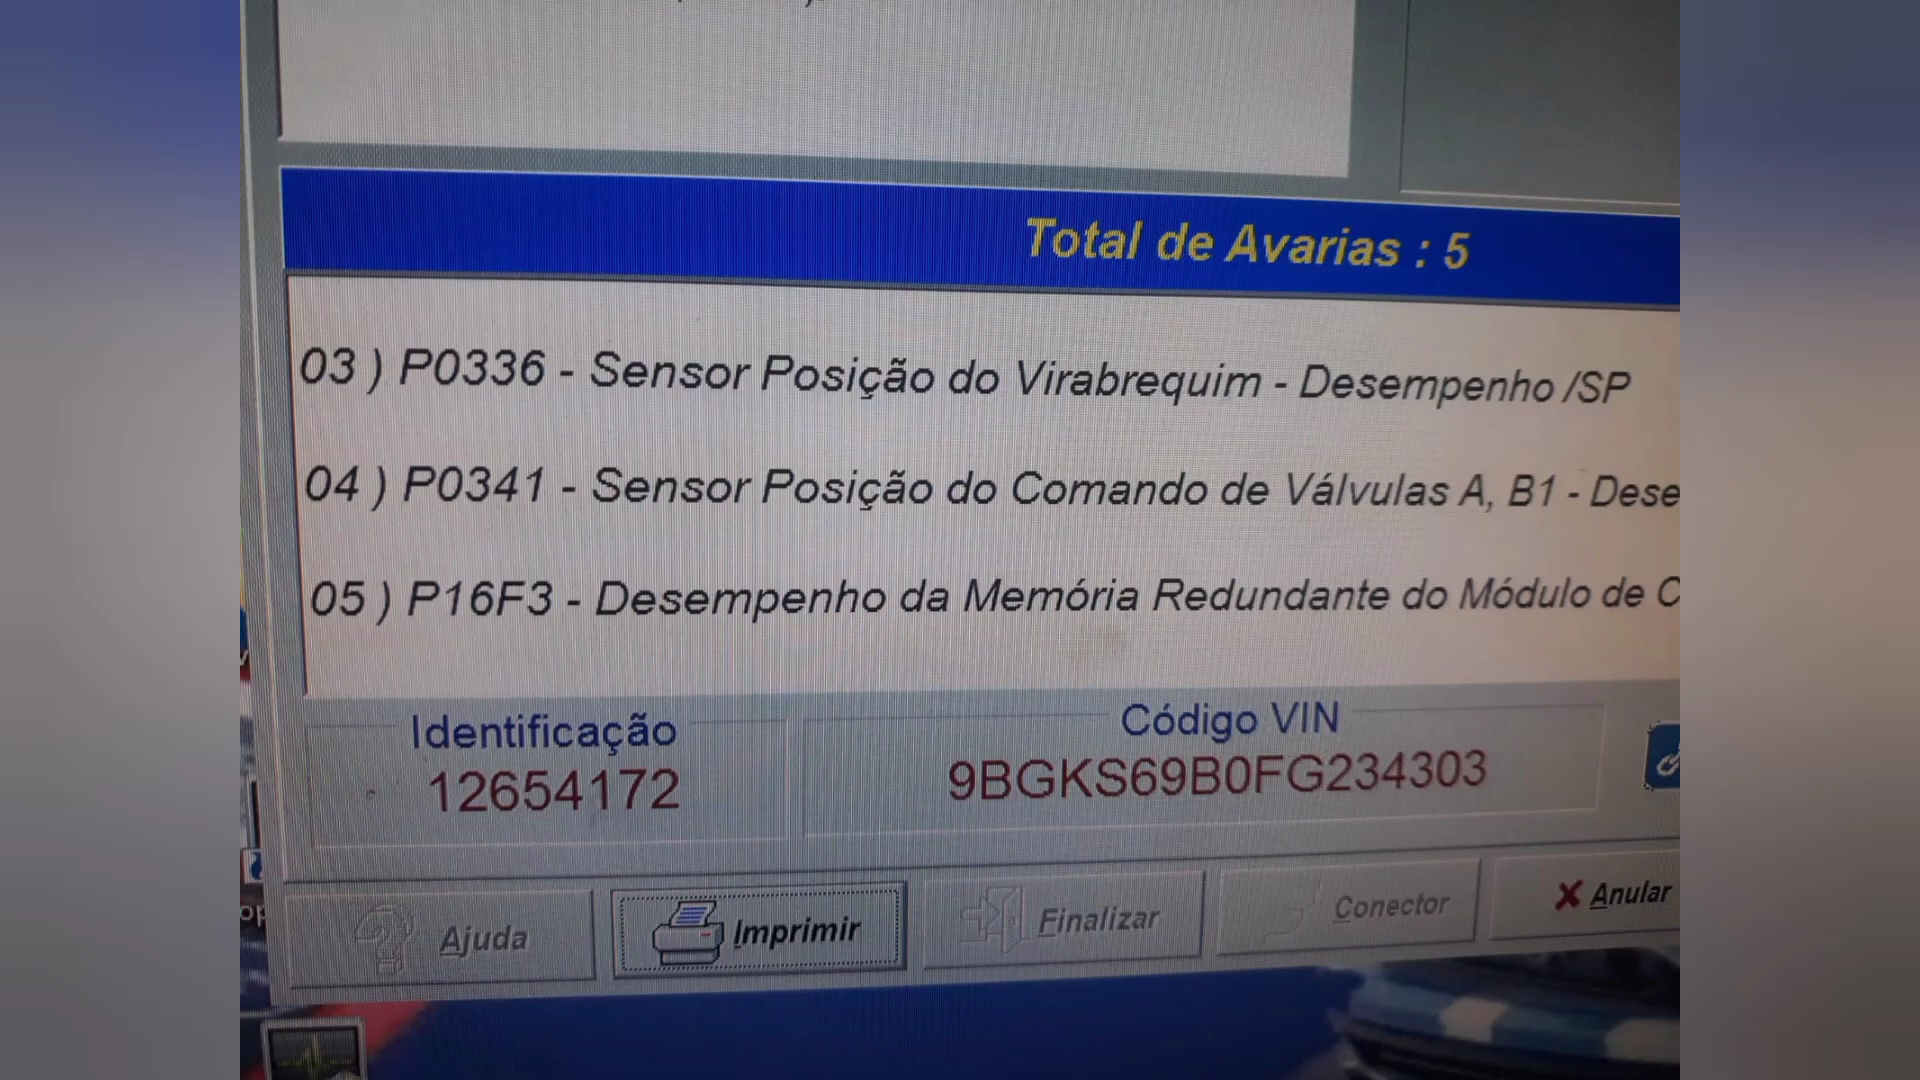 Total de Avarias : 5
03 ) P0336 - Sensor Posição do Virabrequim - Desempenho /SP
04 ) P0341 - Sensor Posição do Comando de Válvulas A, B1 - Dese
05 ) P16F3 - Desempenho da Memória Redundante do Módulo de C
Identificação
12654172
Código VIN
9BGKS69B0FG234303
Ajuda
Imprimir
Finalizar
Conector
Anular
op